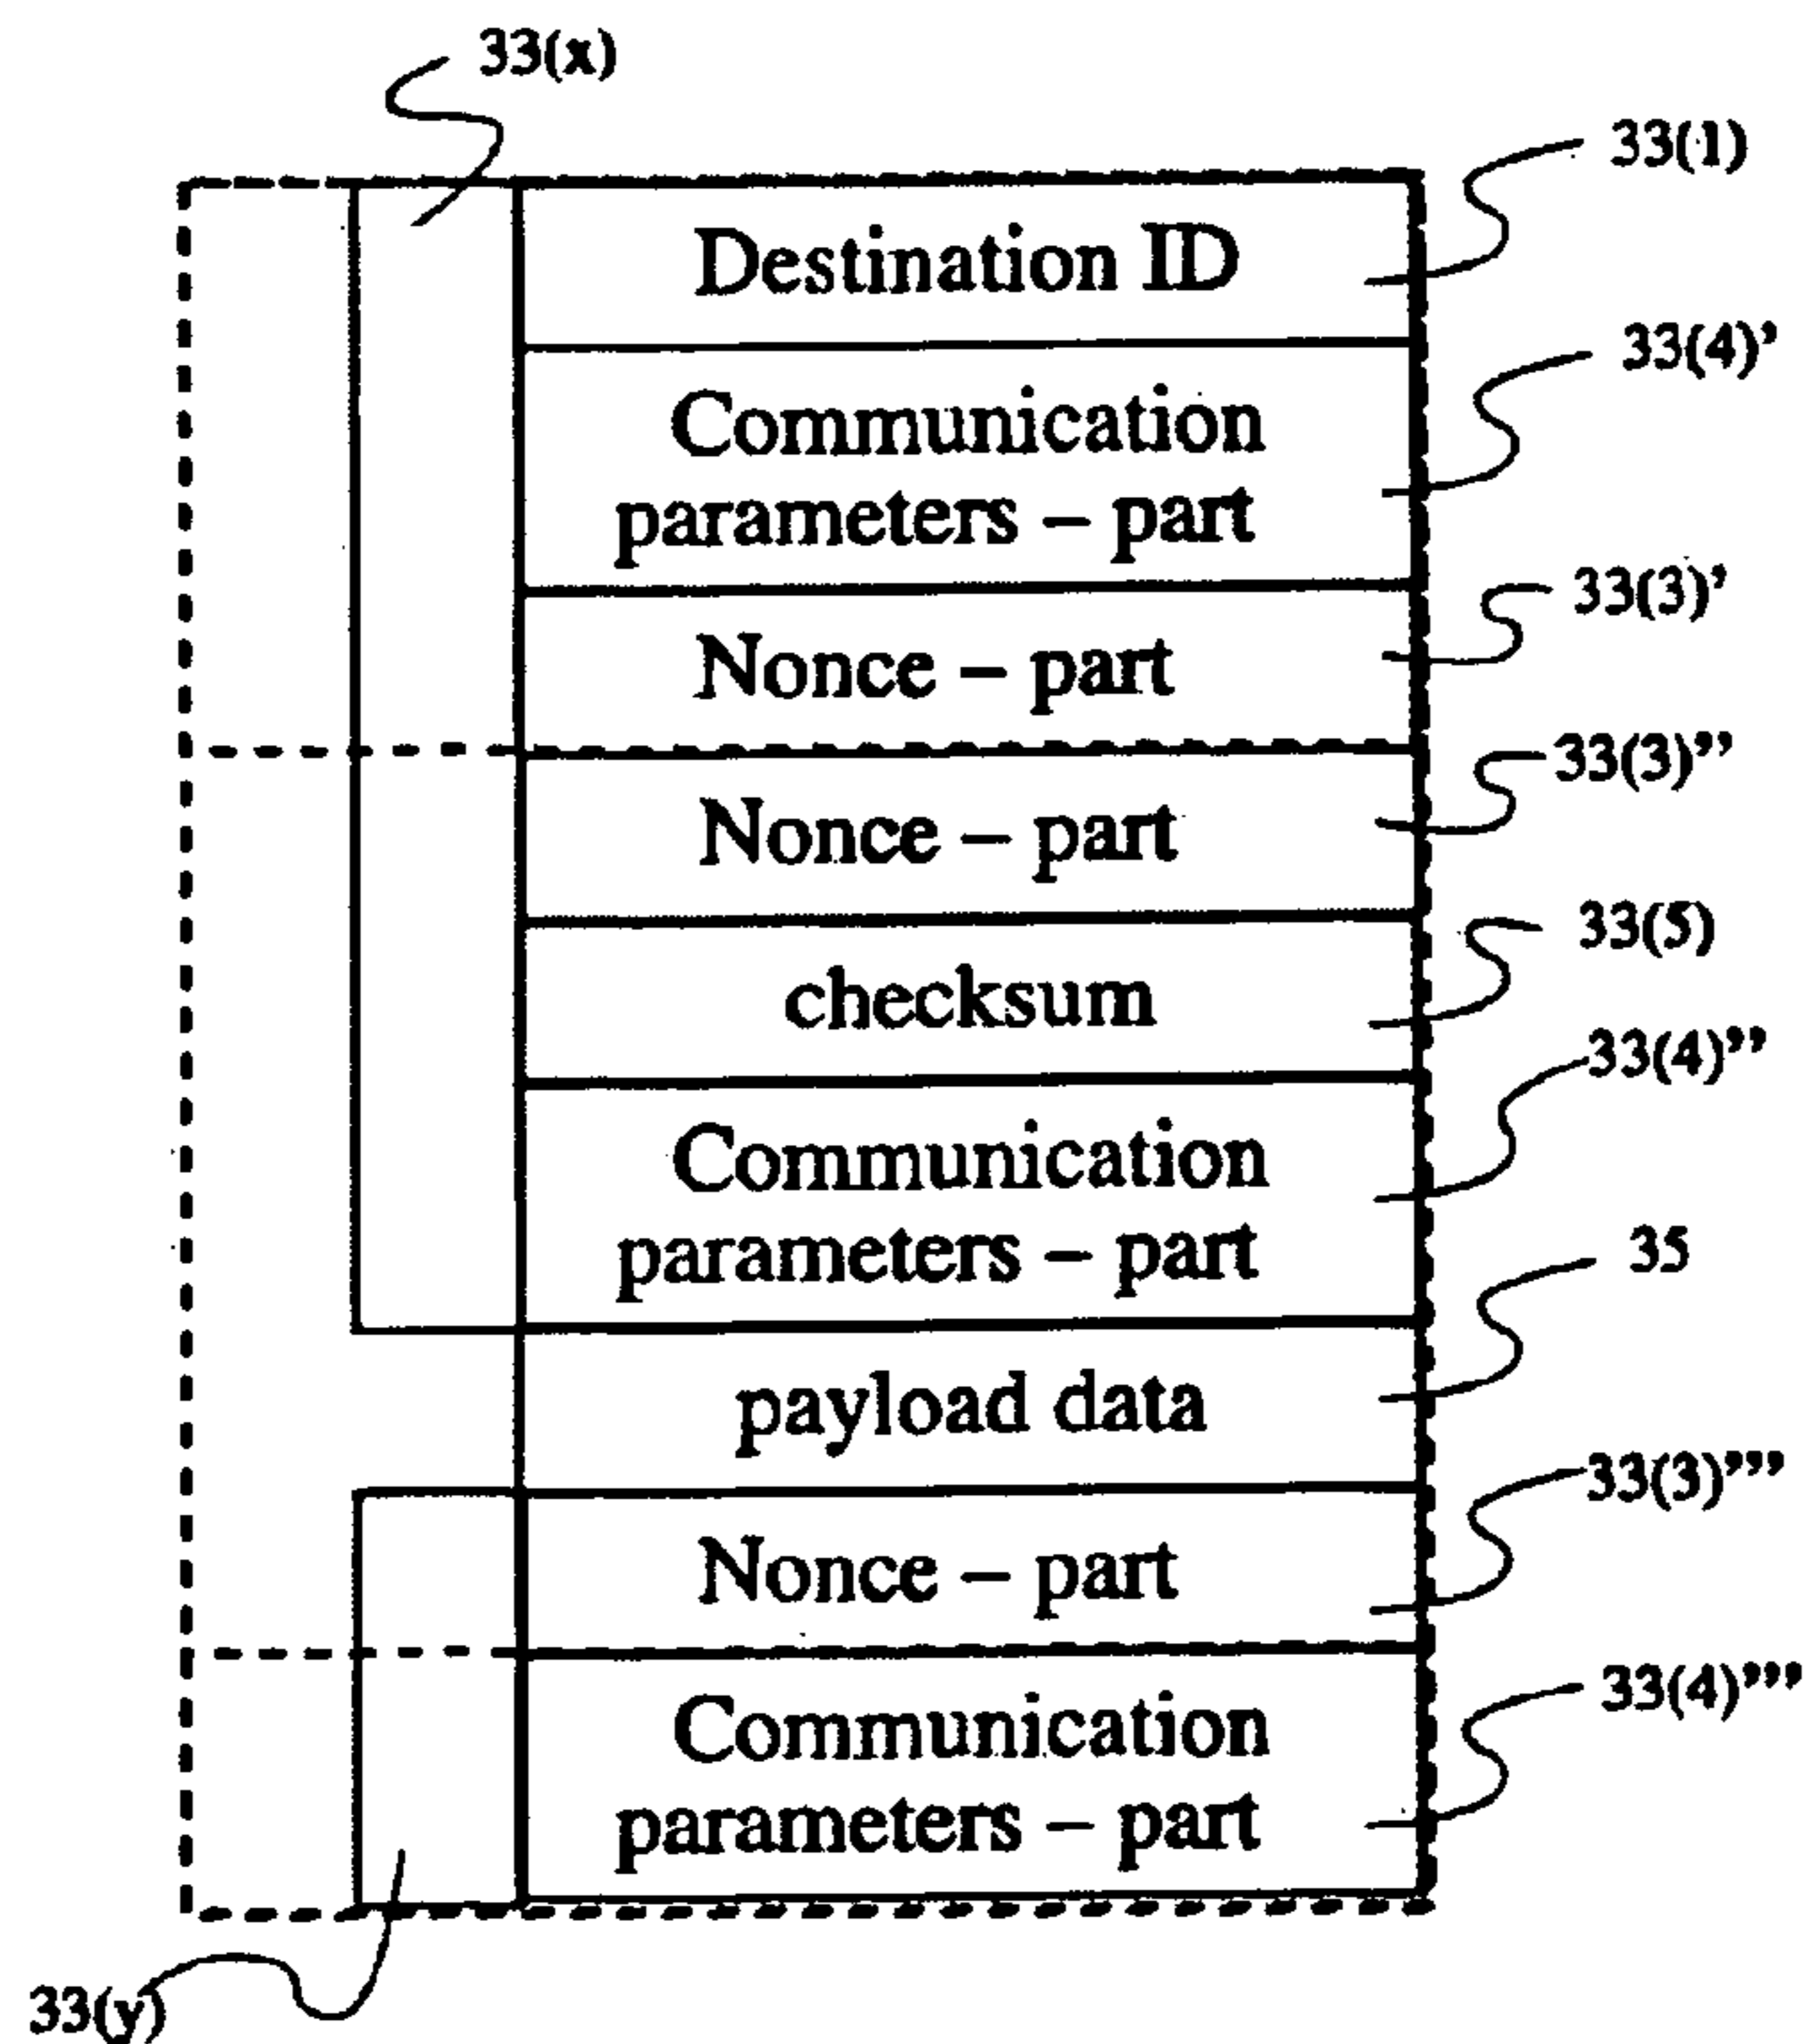 33(x)
33(1)
Destination ID
33(4)’
Communication
parameters – part
33(3)’
Nonce – part
33(3)’’
Nonce – part
33(5)
checksum
33(4)’’
Communication
parameters – part
35
payload data
33(3)’’’
Nonce – part
33(4)’’’
Communication
parameters – part
33(y)